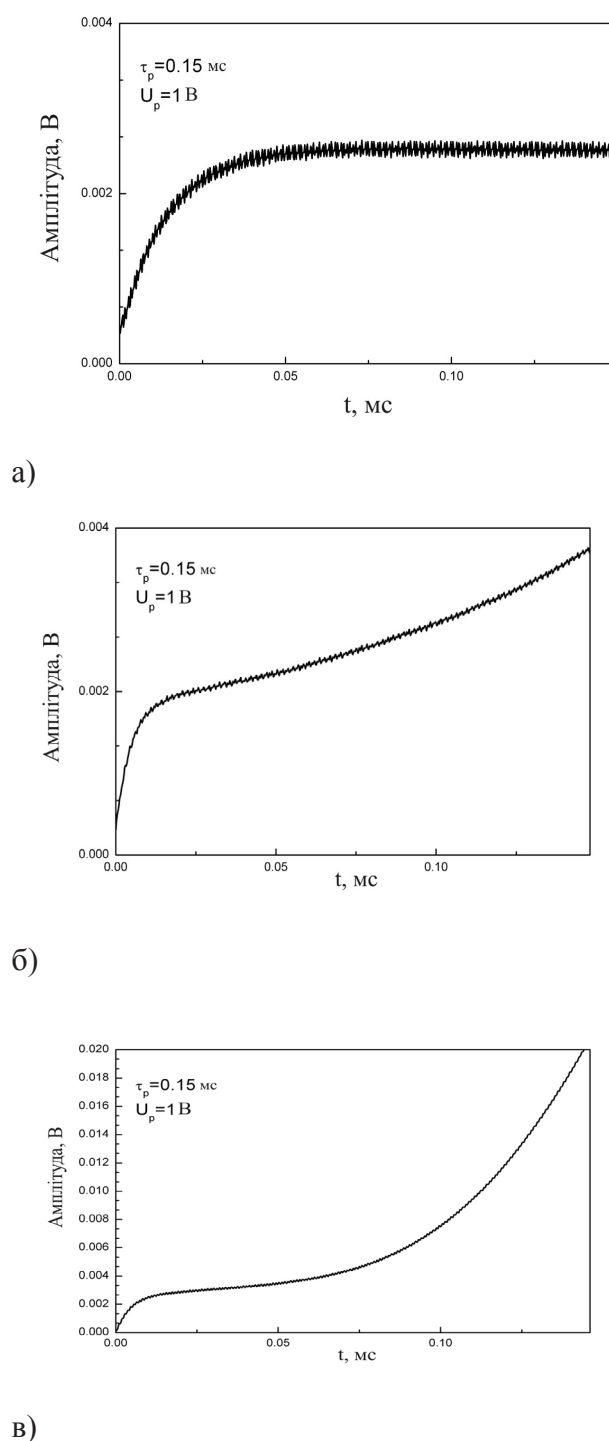 0.004
τp=0.15 мс
Up=1 В
Амплітуда, В
0.002
0.000
0.00 0.05 0.10
t, мс
а)
0.004
τp=0.15 мс
Up=1 В
Амплітуда, В
0.002
0.000
0.00 0.05 0.10
t, мс
б)
0.020
0.018
τp=0.15 мс
0.016
Up=1 В
0.014
0.012
0.010
Амплітуда, В
0.008
0.006
0.004
0.002
0.000
0.00 0.05 0.10
t, мс
в)